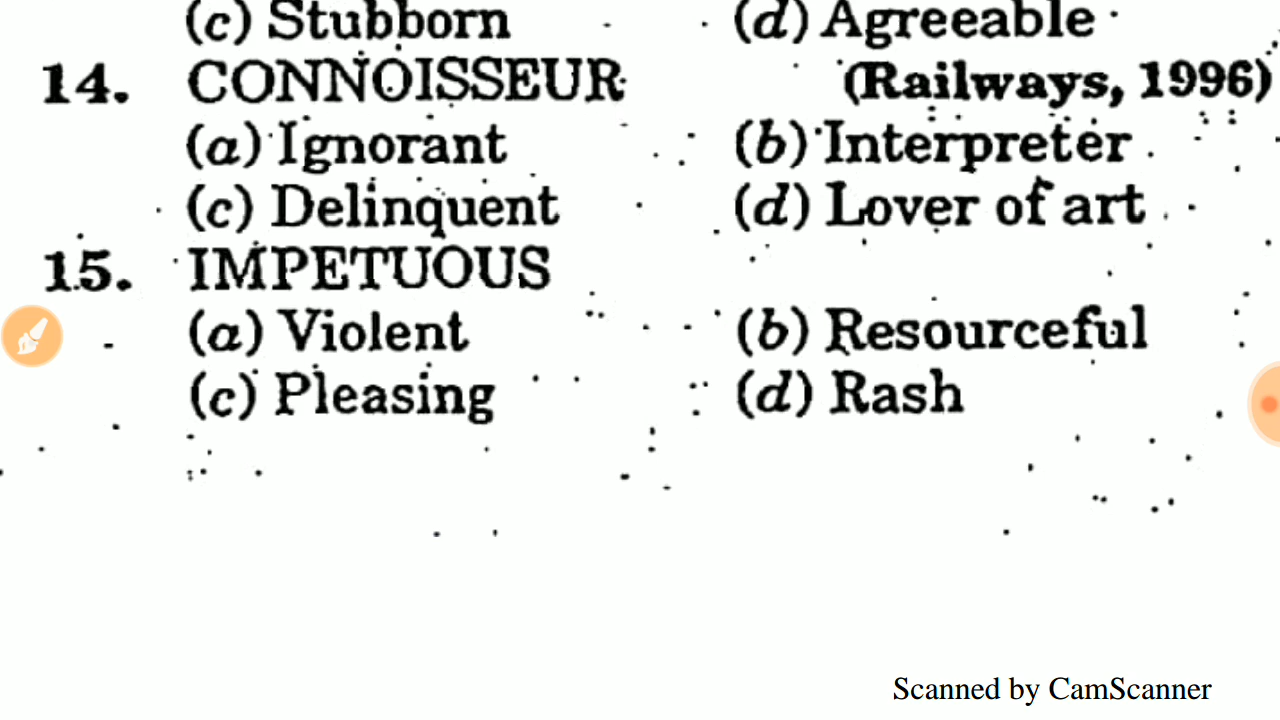 (c) Stubborn (d) Agreeable
14. CONNOISSEUR (Railways, 1996)
(a) Ignorant (b) Interpreter
(c) Delinquent (d) Lover of art
15. IMPETUOUS
(a) Violent (b) Resourceful
(c) Pleasing (d) Rash
Scanned by CamScanner